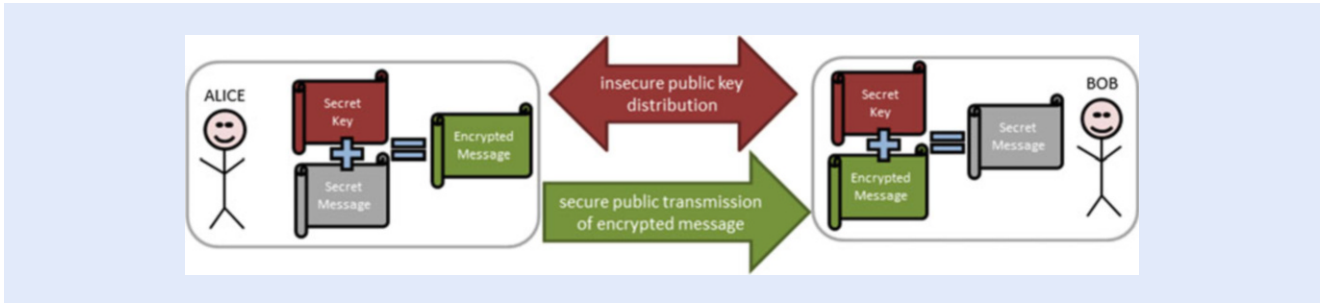 ALICE
Secret
Key
Secret
Message
Encrypted
Message
insecure public key
distribution
secure public transmission
of encrypted message
Secret
Key
Encrypted
Message
Secret
Message
BOB